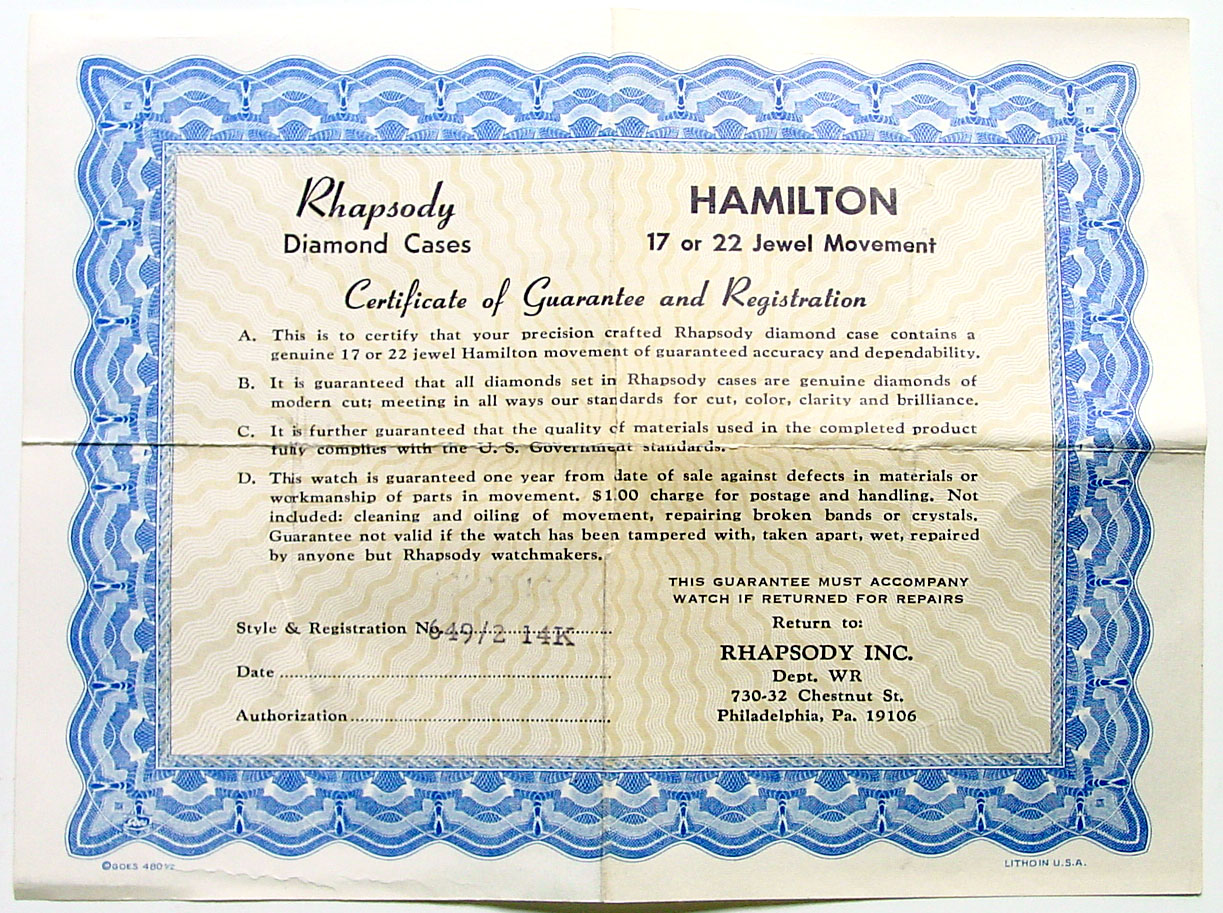 Rhapsody
Diamond Cases
HAMILTON
17 or 22 Jewel Movement
Certificate of Guarantee and Registration
A. This is to certify that your precision crafted Rhapsody diamond case contains a
genuine 17 or 22 jewel Hamilton movement of guaranteed accuracy and dependability.
B. It is guaranteed that all diamonds set in Rhapsody cases are genuine diamonds of
modern cut; meeting in all ways our standards for cut, color, clarity and brilliance.
C. It is further guaranteed that the quality of materials used in the completed product
fully complies with the U. S. Government standards.
D. This watch is guaranteed one year from date of sale against defects in materials or
workmanship of parts in movement. $1.00 charge for postage and handling. Not
included: cleaning and oiling of movement, repairing broken bands or crystals.
Guarantee not valid if the watch has been tampered with, taken apart, wet, repaired
by anyone but Rhapsody watchmakers.
THIS GUARANTEE MUST ACCOMPANY
WATCH IF RETURNED FOR REPAIRS
Return to:
RHAPSODY INC.
Dept. WR
730-32 Chestnut St.
Philadelphia, Pa. 19106
Style & Registration No. 649/2 14K
Date
Authorization
©GOES 480½
LITHO IN U.S.A.